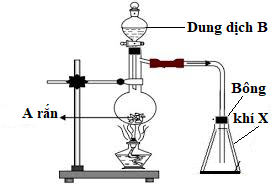 Dung dịch B
A rắn
Bông
khí X